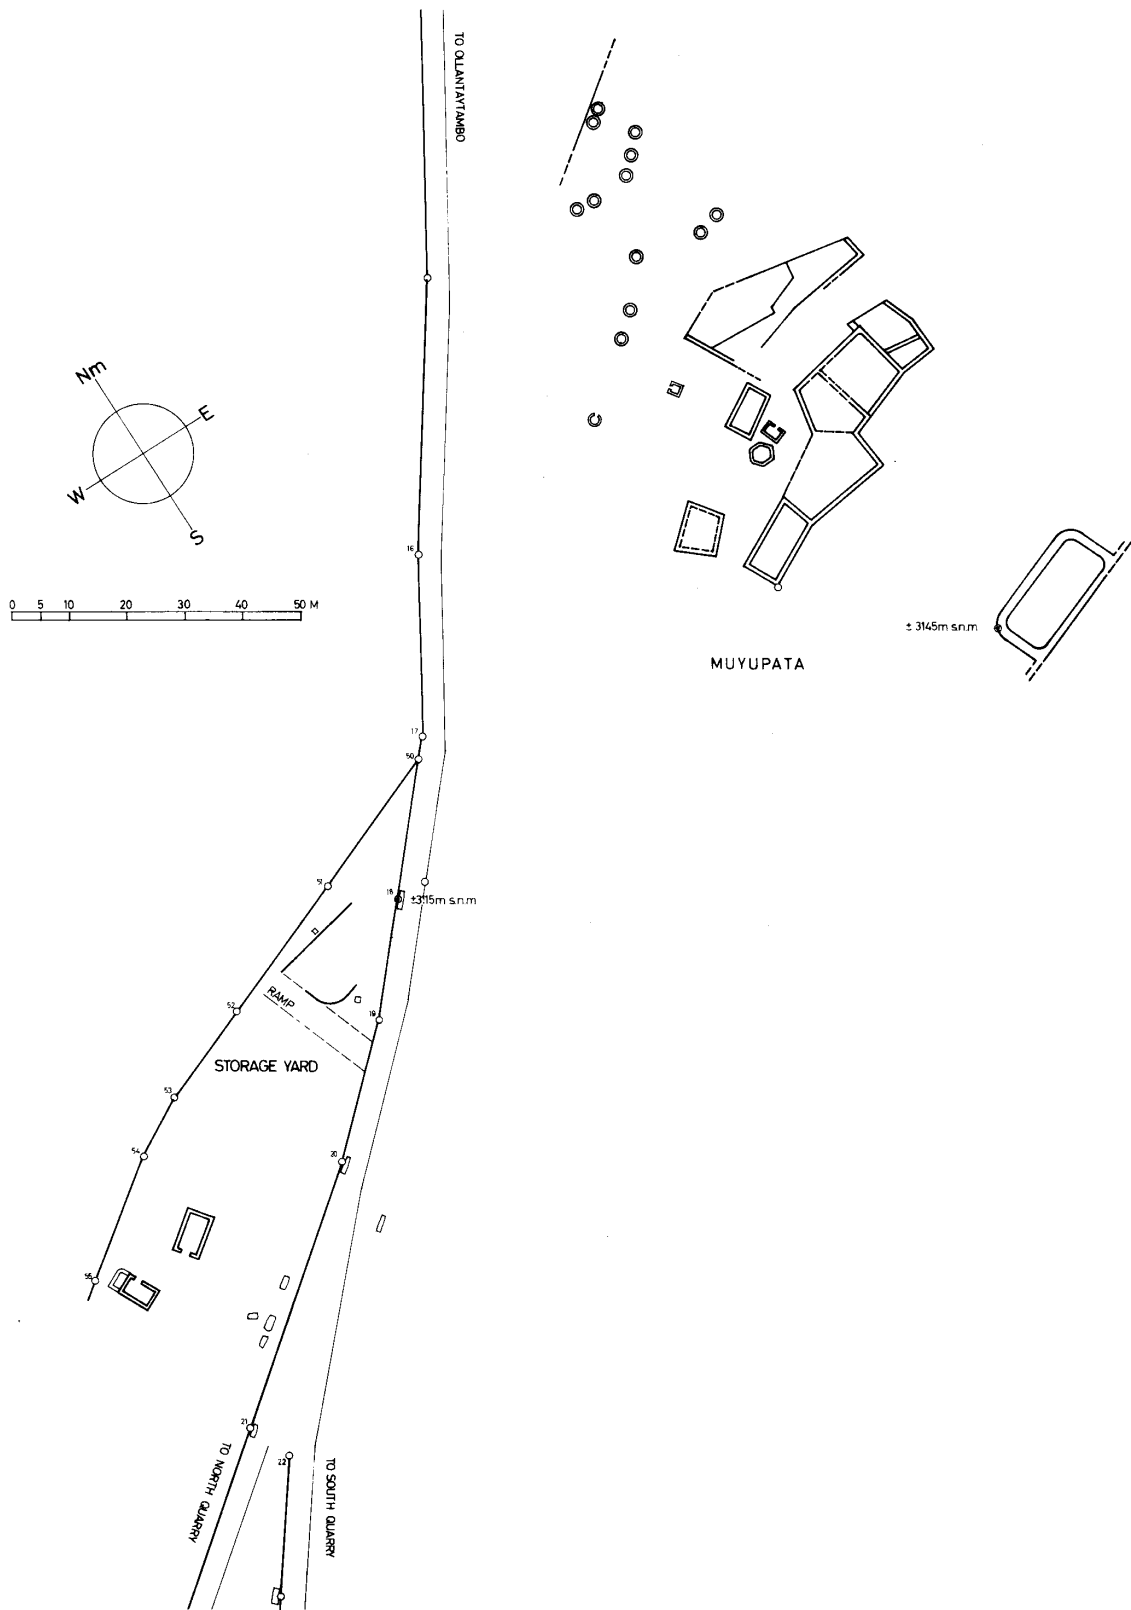 TO OLLANTAYTAMBO
Nm
E
W
S
16
0 5 10 20 30 40 50 M
± 3145m s.n.m
MUYUPATA
17
50
51
18
±3115m s.n.m
52
RAMP
19
STORAGE YARD
53
54
20
55
21
TO NORTH QUARRY
22
TO SOUTH QUARRY